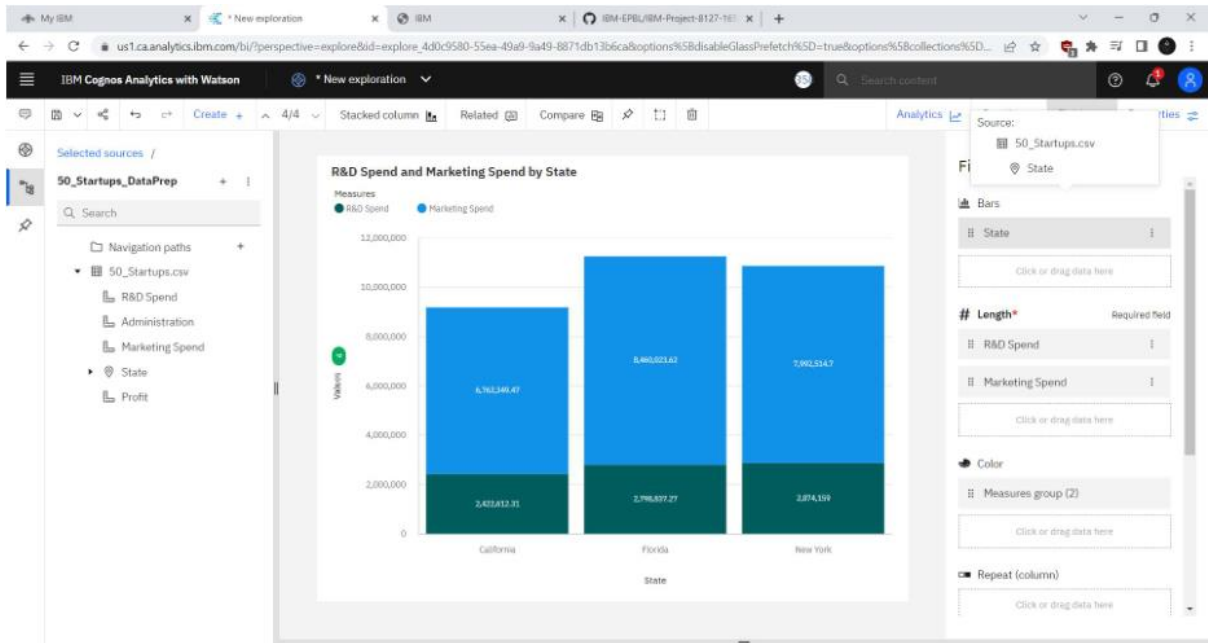 My IBM
* New exploration
IBM
IBM-EPBL/IBM-Project-8127-165
us1.ca.analytics.ibm.com/bi/?perspective=explore&id=explore_4d0c9580-55ea-49a9-9a49-8871db13b6ca&options%5BdisableGlassPrefetch%5D=true&options%5Bcollections%5D...
IBM Cognos Analytics with Watson
* New exploration
Search content
Create +
4/4
Stacked column
Related
Compare
Analytics
Source:
50_Startups.csv
State
Selected sources /
50_Startups_DataPrep
Search
Navigation paths
50_Startups.csv
R&D Spend
Administration
Marketing Spend
State
Profit
R&D Spend and Marketing Spend by State
Measures
R&D Spend
Marketing Spend
12,000,000
10,000,000
8,000,000
6,000,000
4,000,000
2,000,000
0
Values
6,762,349.47
8,460,023.62
7,992,514.7
2,422,612.31
2,798,837.27
2,874,159
California
Florida
New York
State
Bars
State
Click or drag data here
# Length*
Required field
R&D Spend
Marketing Spend
Click or drag data here
Color
Measures group (2)
Click or drag data here
Repeat (column)
Click or drag data here